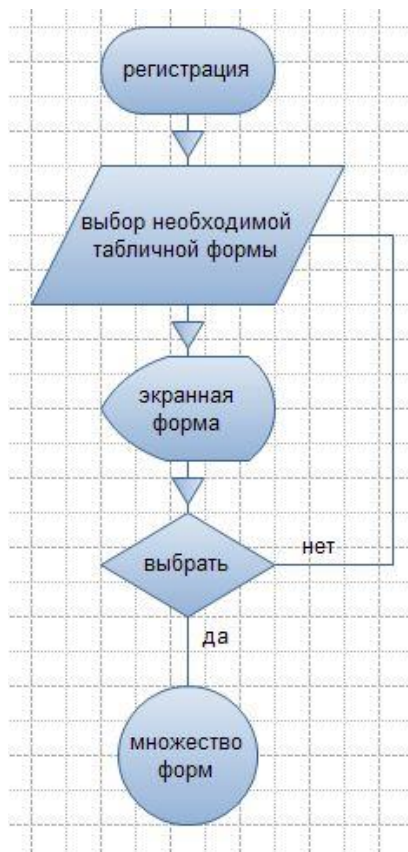 регистрация
выбор необходимой
табличной формы
экранная
форма
выбрать
нет
да
множество
форм